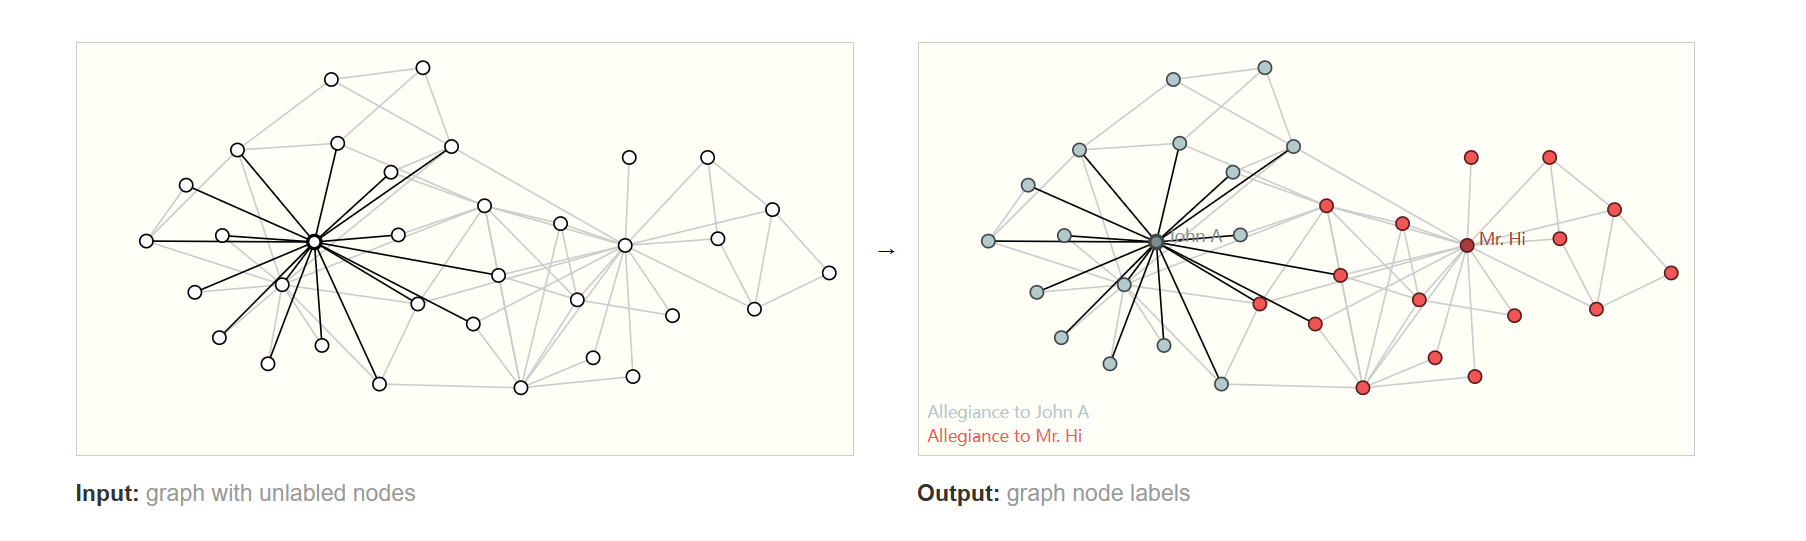 →
John A
Mr. Hi
Allegiance to John A
Allegiance to Mr. Hi
Input: graph with unlabled nodes
Output: graph node labels